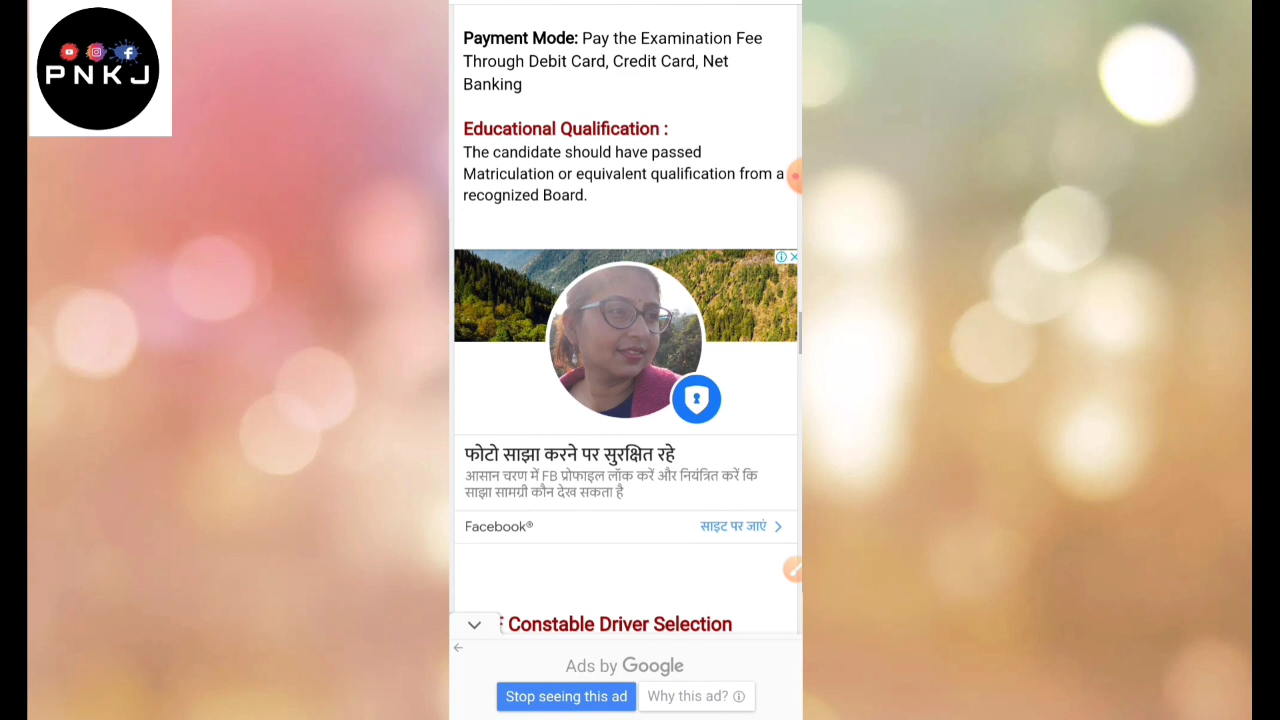 PNKJ
Payment Mode: Pay the Examination Fee
Through Debit Card, Credit Card, Net
Banking
Educational Qualification :
The candidate should have passed
Matriculation or equivalent qualification from a
recognized Board.
फोटो साझा करने पर सुरक्षित रहे
आसान चरण में FB प्रोफाइल लॉक करें और नियंत्रित करें कि
साझा सामग्री कौन देख सकता है
Facebook®
साइट पर जाएं
Constable Driver Selection
Ads by Google
Stop seeing this ad
Why this ad?